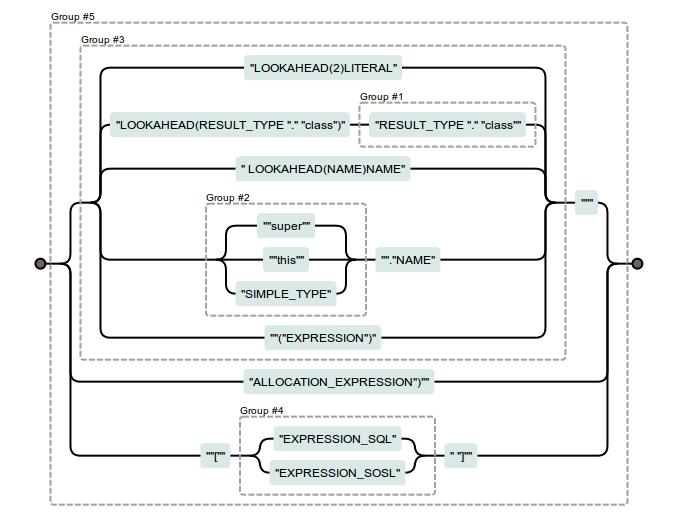 Group #5
Group #3
"LOOKAHEAD(2)LITERAL"
Group #1
"LOOKAHEAD(RESULT_TYPE "." "class")"
"RESULT_TYPE "." "class""
" LOOKAHEAD(NAME)NAME"
Group #2
""super""
"""
""this""
""."NAME"
"SIMPLE_TYPE"
""("EXPRESSION")"
"ALLOCATION_EXPRESSION")""
Group #4
"EXPRESSION_SQL"
""[""
" "]""
"EXPRESSION_SOSL"